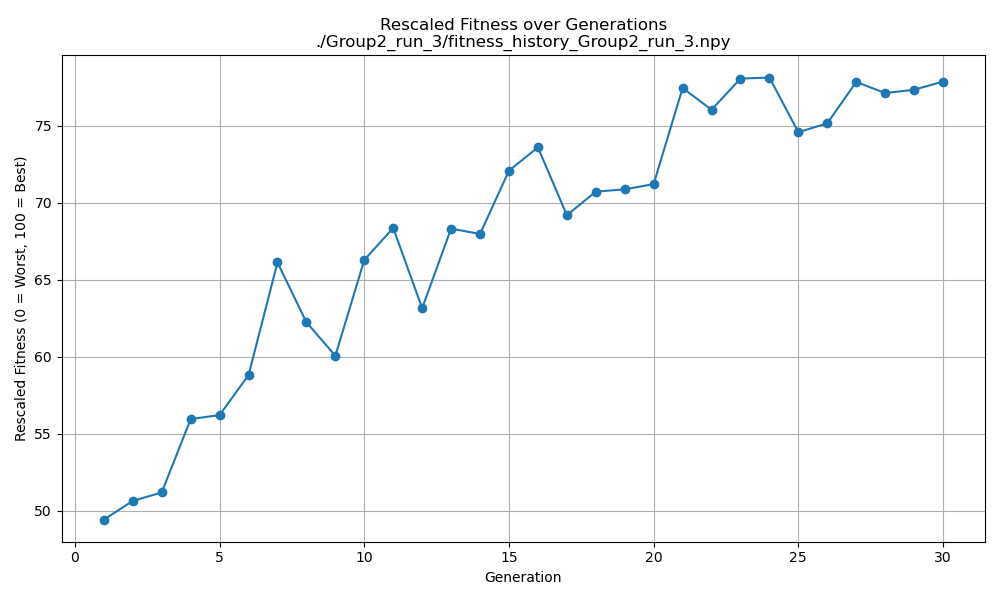 Rescaled Fitness over Generations
./Group2_run_3/fitness_history_Group2_run_3.npy
Rescaled Fitness (0 = Worst, 100 = Best)
75
70
65
60
55
50
0 5 10 15 20 25 30
Generation